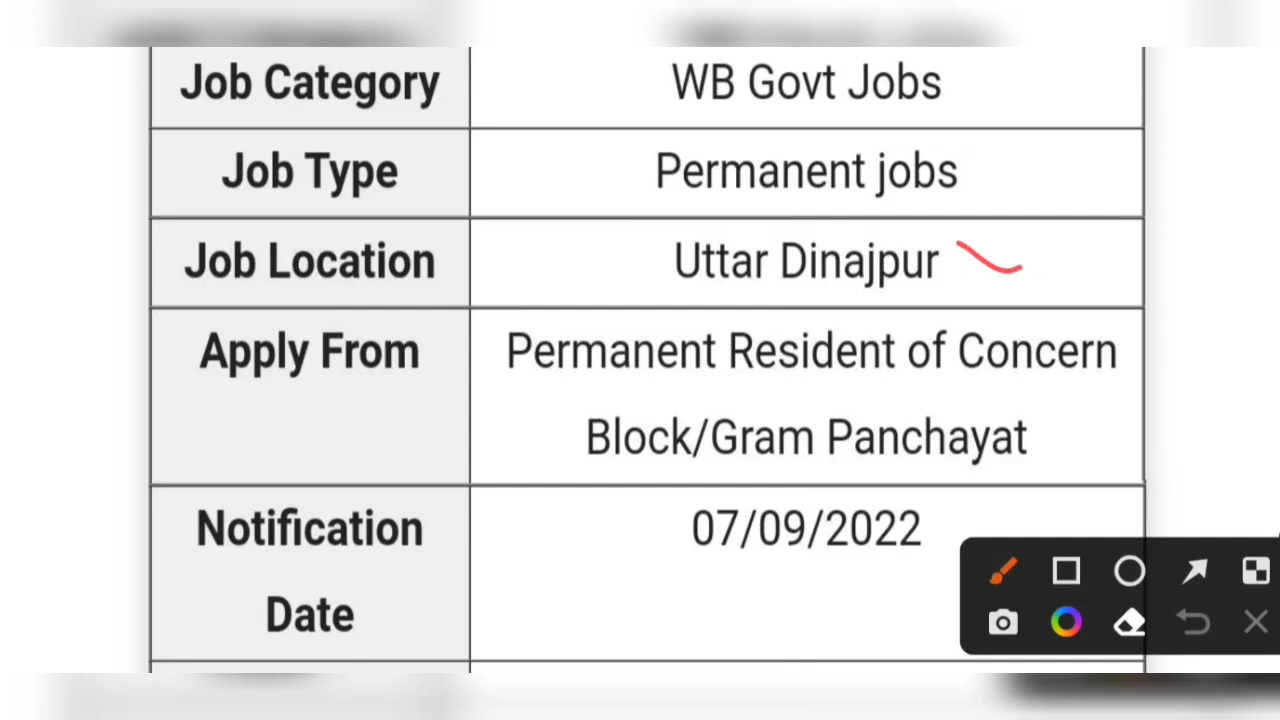 Job Category
WB Govt Jobs
Job Type
Permanent jobs
Job Location
Uttar Dinajpur
Apply From
Permanent Resident of Concern
Block/Gram Panchayat
Notification
Date
07/09/2022